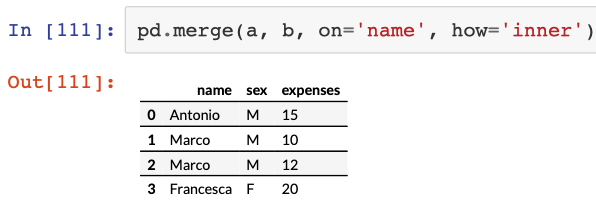 In [111]: pd.merge(a, b, on='name', how='inner')
Out[111]:
name sex expenses
0 Antonio M 15
1 Marco M 10
2 Marco M 12
3 Francesca F 20